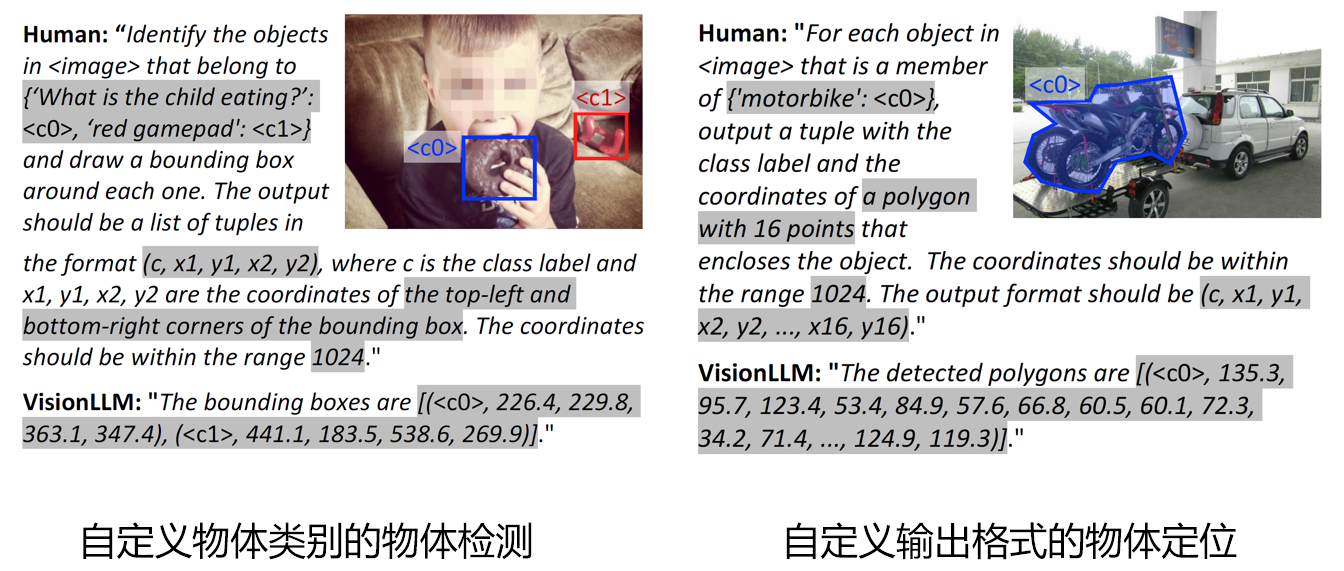 Human: “Identify the objects
in <image> that belong to
{‘What is the child eating?’:
<c0>, ‘red gamepad': <c1>}
and draw a bounding box
around each one. The output
should be a list of tuples in
the format (c, x1, y1, x2, y2), where c is the class label and
x1, y1, x2, y2 are the coordinates of the top-left and
bottom-right corners of the bounding box. The coordinates
should be within the range 1024."
<c0>
<c1>
VisionLLM: "The bounding boxes are [(<c0>, 226.4, 229.8,
363.1, 347.4), (<c1>, 441.1, 183.5, 538.6, 269.9)]."
自定义物体类别的物体检测
Human: "For each object in
<image> that is a member
of {'motorbike': <c0>},
output a tuple with the
class label and the
coordinates of a polygon
with 16 points that
encloses the object. The coordinates should be within
the range 1024. The output format should be (c, x1, y1,
x2, y2, ..., x16, y16)."
<c0>
VisionLLM: "The detected polygons are [(<c0>, 135.3,
95.7, 123.4, 53.4, 84.9, 57.6, 66.8, 60.5, 60.1, 72.3,
34.2, 71.4, ..., 124.9, 119.3)]."
自定义输出格式的物体定位